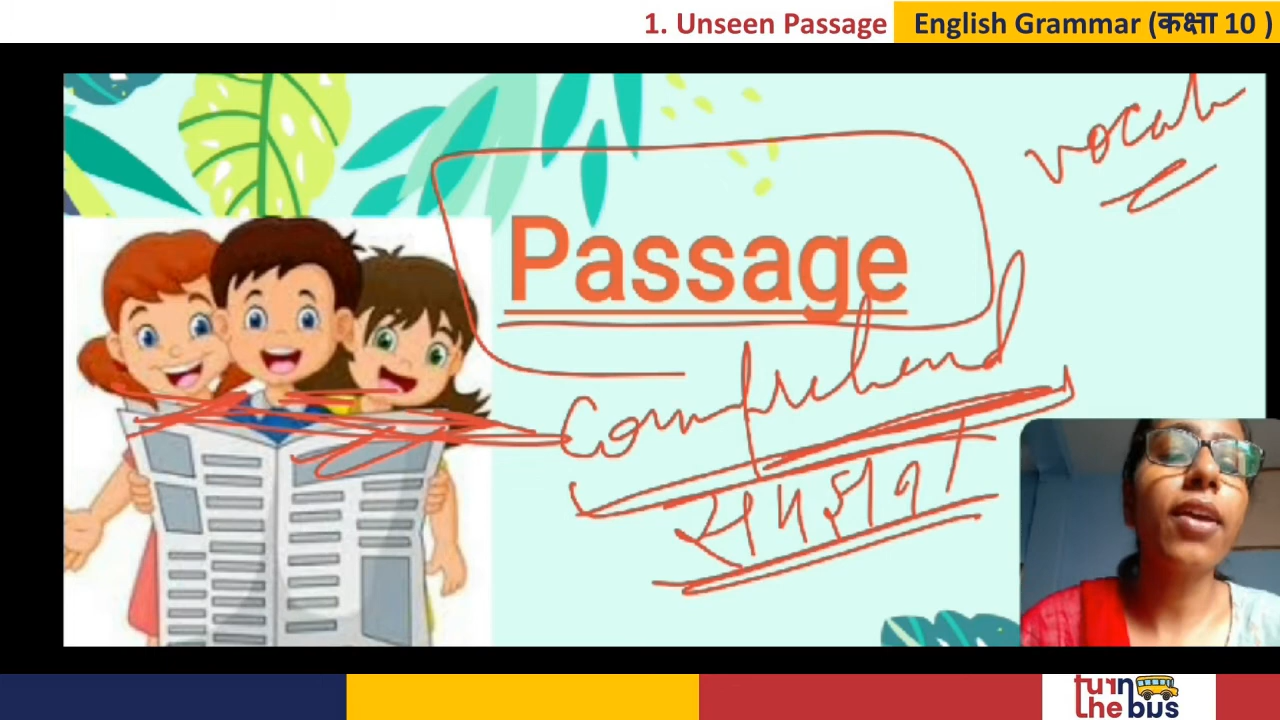 1. Unseen Passage English Grammar (कक्षा 10 )
vocab
Passage
comprehend
समझना
turn
the bus